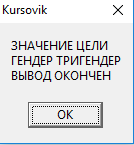 Kursovik
ЗНАЧЕНИЕ ЦЕЛИ
ГЕНДЕР ТРИГЕНДЕР
ВЫВОД ОКОНЧЕН
OK